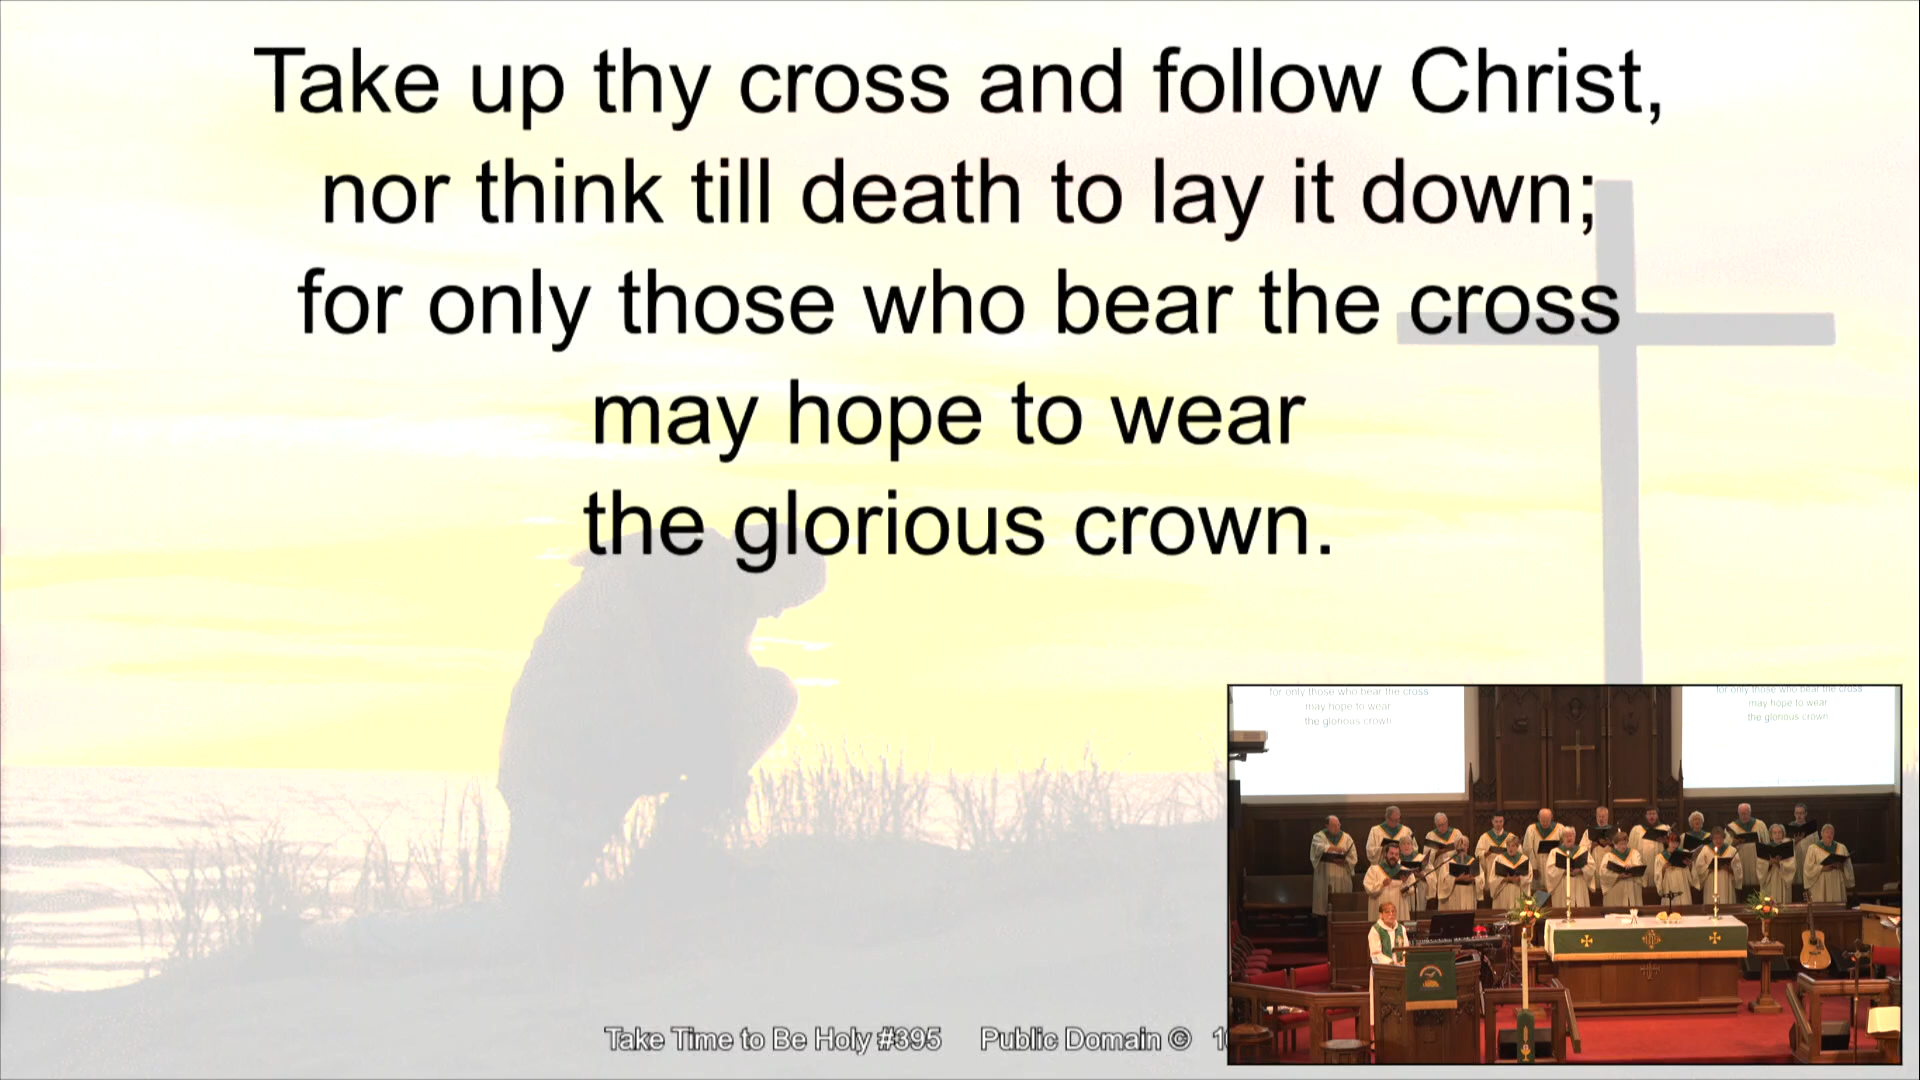 Take up thy cross and follow Christ,
nor think till death to lay it down;
for only those who bear the cross
may hope to wear
the glorious crown.
Take Time to Be Holy #395 Public Domain ©
for only those who bear the cross
may hope to wear
the glorious crown
for only those who bear the cross
may hope to wear
the glorious crown